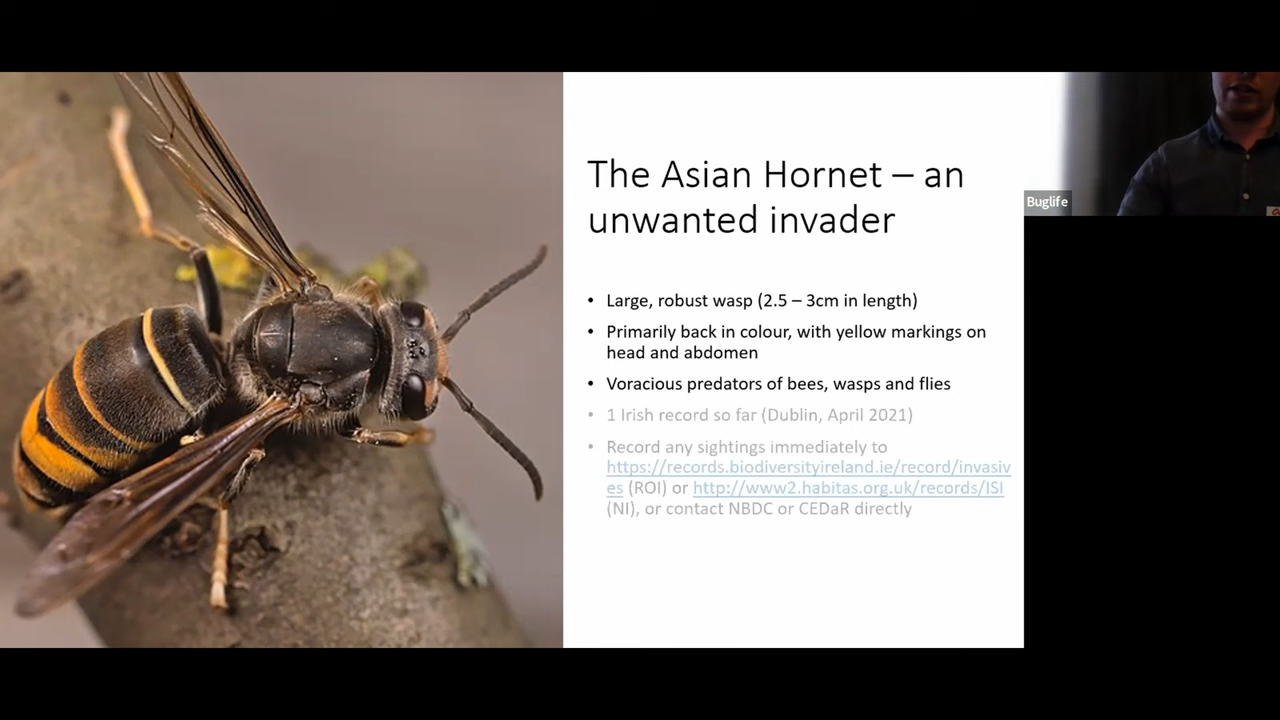 The Asian Hornet – an
unwanted invader
• Large, robust wasp (2.5 – 3cm in length)
• Primarily back in colour, with yellow markings on
head and abdomen
• Voracious predators of bees, wasps and flies
• 1 Irish record so far (Dublin, April 2021)
• Record any sightings immediately to
https://records.biodiversityireland.ie/record/invasiv
es (ROI) or http://www2.habitas.org.uk/records/ISI
(NI), or contact NBDC or CEDaR directly
Buglife